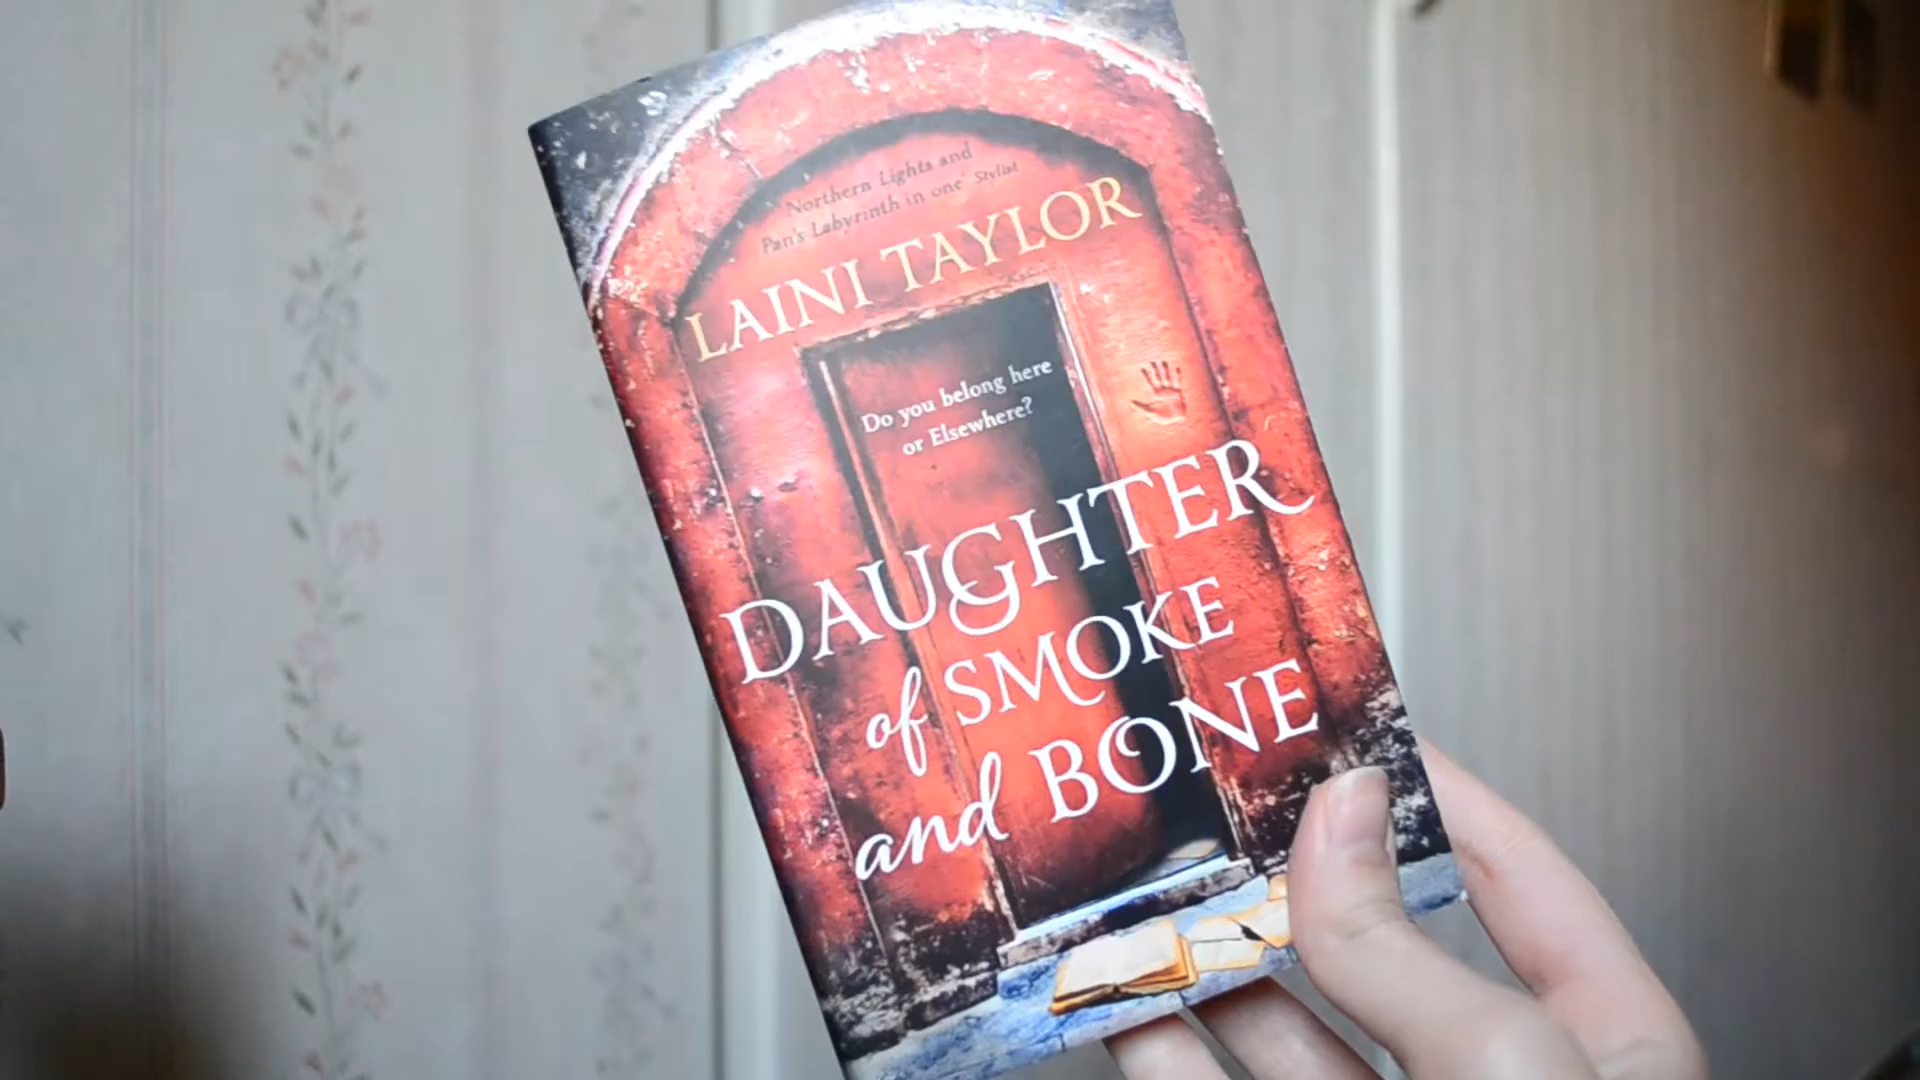 'Northern Lights and
Pan's Labyrinth in one' Stylist
LAINI TAYLOR
Do you belong here
or Elsewhere?
DAUGHTER
of SMOKE
and BONE